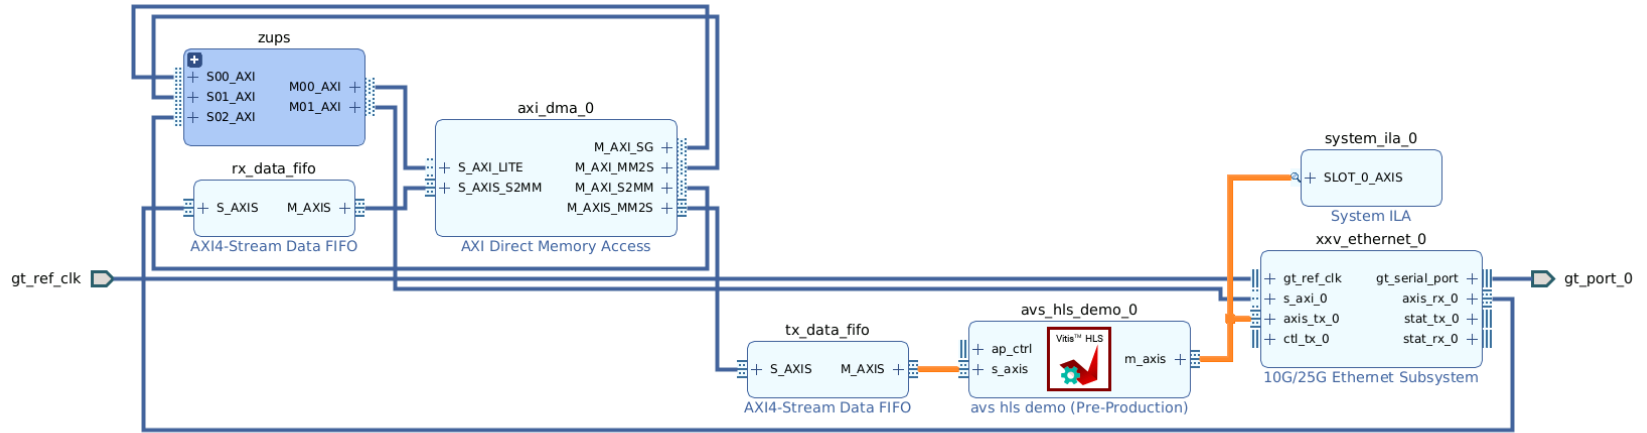 zups
S00_AXI
S01_AXI
S02_AXI
M00_AXI
M01_AXI
axi_dma_0
M_AXI_SG
S_AXI_LITE
M_AXI_MM2S
S_AXIS_S2MM
M_AXI_S2MM
M_AXIS_MM2S
AXI Direct Memory Access
rx_data_fifo
S_AXIS
M_AXIS
AXI4-Stream Data FIFO
gt_ref_clk
system_ila_0
SLOT_0_AXIS
System ILA
xxv_ethernet_0
gt_ref_clk
gt_serial_port
s_axi_0
axis_rx_0
axis_tx_0
stat_tx_0
ctl_tx_0
stat_rx_0
10G/25G Ethernet Subsystem
gt_port_0
tx_data_fifo
S_AXIS
M_AXIS
AXI4-Stream Data FIFO
avs_hls_demo_0
Vitis™ HLS
ap_ctrl
s_axis
m_axis
avs hls demo (Pre-Production)